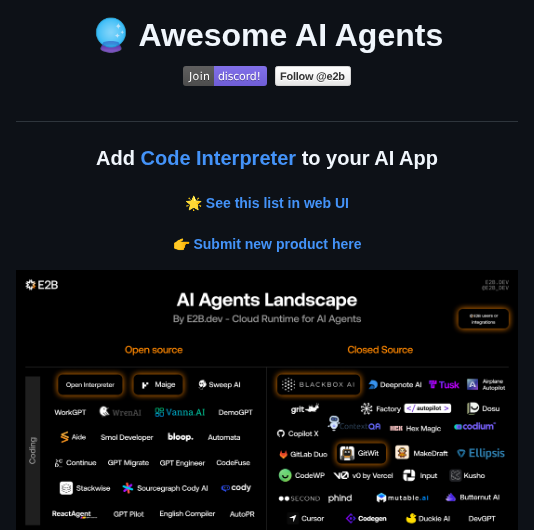 Awesome AI Agents
Join discord! Follow @e2b
Add Code Interpreter to your AI App
See this list in web UI
Submit new product here
E2B
E2B.DEV
@E2B_DEV
AI Agents Landscape
By E2B.dev - Cloud Runtime for AI Agents
integrations
Open source Closed Source
Coding
Open Interpreter Maige Sweep AI BLACKBOX AI Deepnote AI Tusk Airplane Autopilot
WorkGPT WrenAI Vanna.AI DemoGPT grit Factory autopilot Dosu
Aide Smol Developer bloop. Automata Copilot X ContextQA Hex Magic codium
Continue GPT Migrate GPT Engineer CodeFuse GitLab Duo GitWit MakeDraft Ellipsis
Stackwise Sourcegraph Cody AI cody CodeWP v0 by Vercel Input Kusho
SECOND phind mutable.ai Butternut AI
ReactAgent GPT Pilot English Compiler AutoPR Cursor Codegen Duckie AI DevGPT